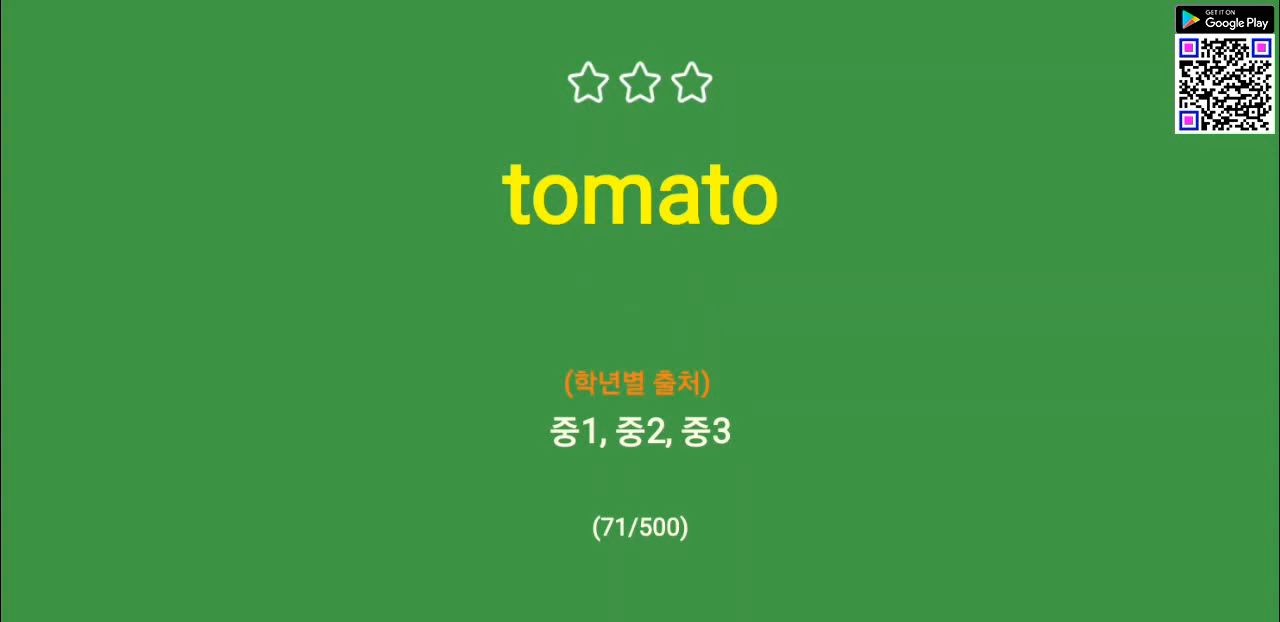 GET IT ON
Google Play
tomato
(학년별 출처)
중1, 중2, 중3
(71/500)